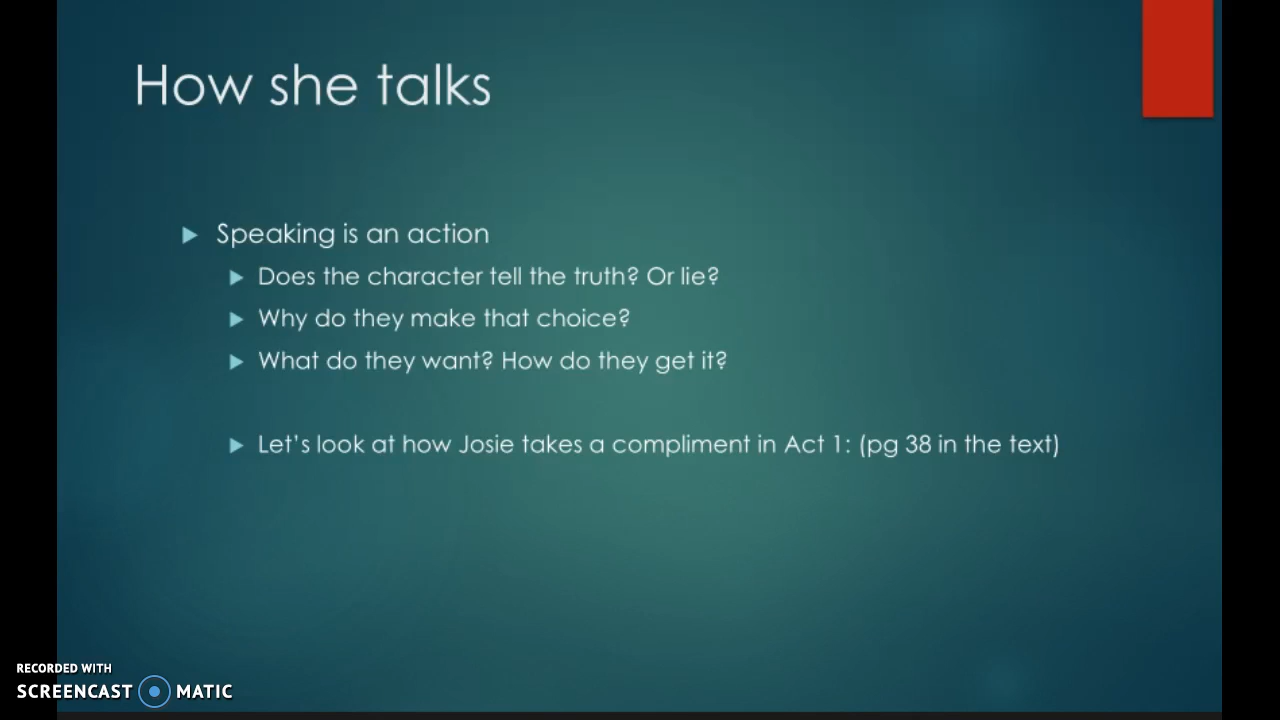 How she talks
Speaking is an action
Does the character tell the truth? Or lie?
Why do they make that choice?
What do they want? How do they get it?
Let's look at how Josie takes a compliment in Act 1: (pg 38 in the text)
RECORDED WITH
SCREENCAST MATIC